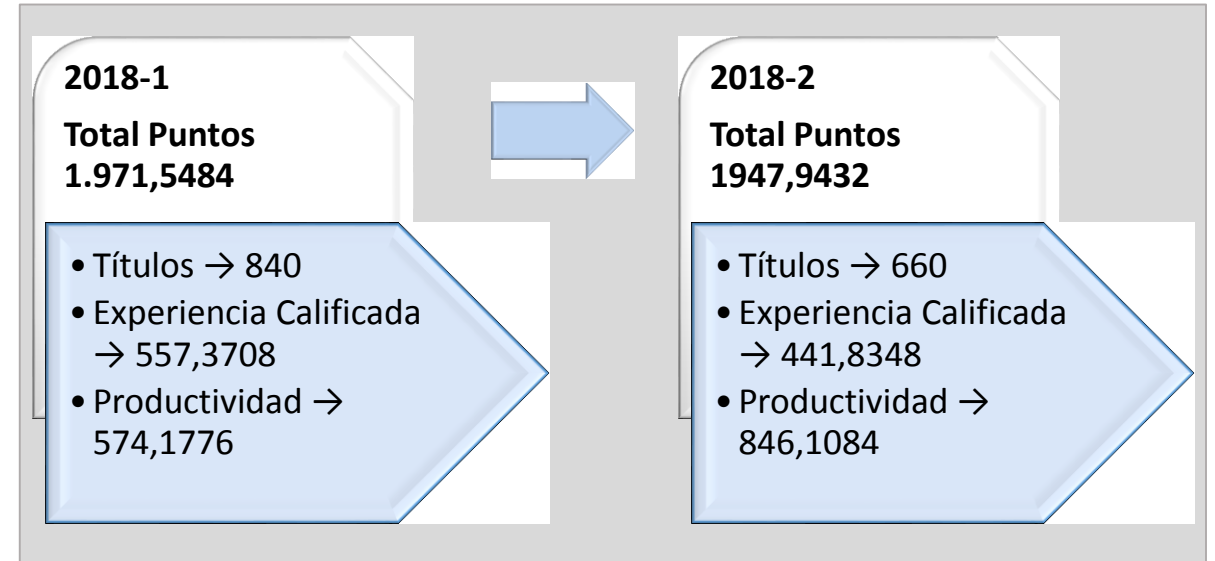 2018-1
Total Puntos
1.971,5484
• Títulos → 840
• Experiencia Calificada
→ 557,3708
• Productividad →
574,1776
2018-2
Total Puntos
1947,9432
• Títulos → 660
• Experiencia Calificada
→ 441,8348
• Productividad →
846,1084